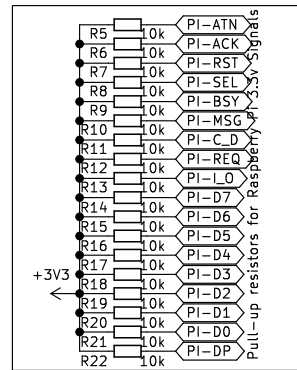 R5 10k PI-ATN
R6 10k PI-ACK
R7 10k PI-RST
R8 10k PI-SEL
R9 10k PI-BSY
R10 10k PI-MSG
R11 10k PI-C_D
R12 10k PI-REQ
R13 10k PI-I_O
R14 10k PI-D7
R15 10k PI-D6
R16 10k PI-D5
R17 10k PI-D4
R18 10k PI-D3
R19 10k PI-D2
R20 10k PI-D1
R21 10k PI-D0
R22 10k PI-DP
+3V3
Pull-up resistors for Raspberry PI 3.3v Signals